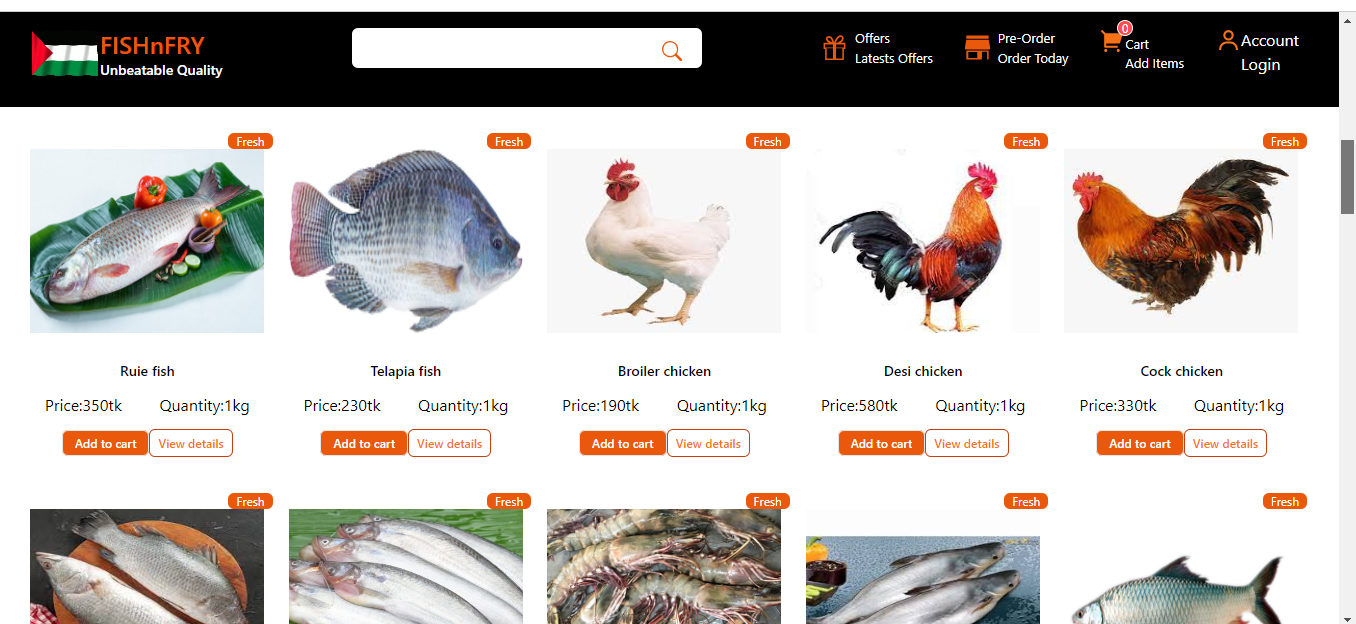 FISHnFRY
Unbeatable Quality
Offers
Latests Offers
Pre-Order
Order Today
0
Cart
Add Items
Account
Login
Fresh Fresh Fresh Fresh Fresh
Ruie fish Telapia fish Broiler chicken Desi chicken Cock chicken
Price:350tk Quantity:1kg Price:230tk Quantity:1kg Price:190tk Quantity:1kg Price:580tk Quantity:1kg Price:330tk Quantity:1kg
Add to cart View details Add to cart View details Add to cart View details Add to cart View details Add to cart View details
Fresh Fresh Fresh Fresh Fresh